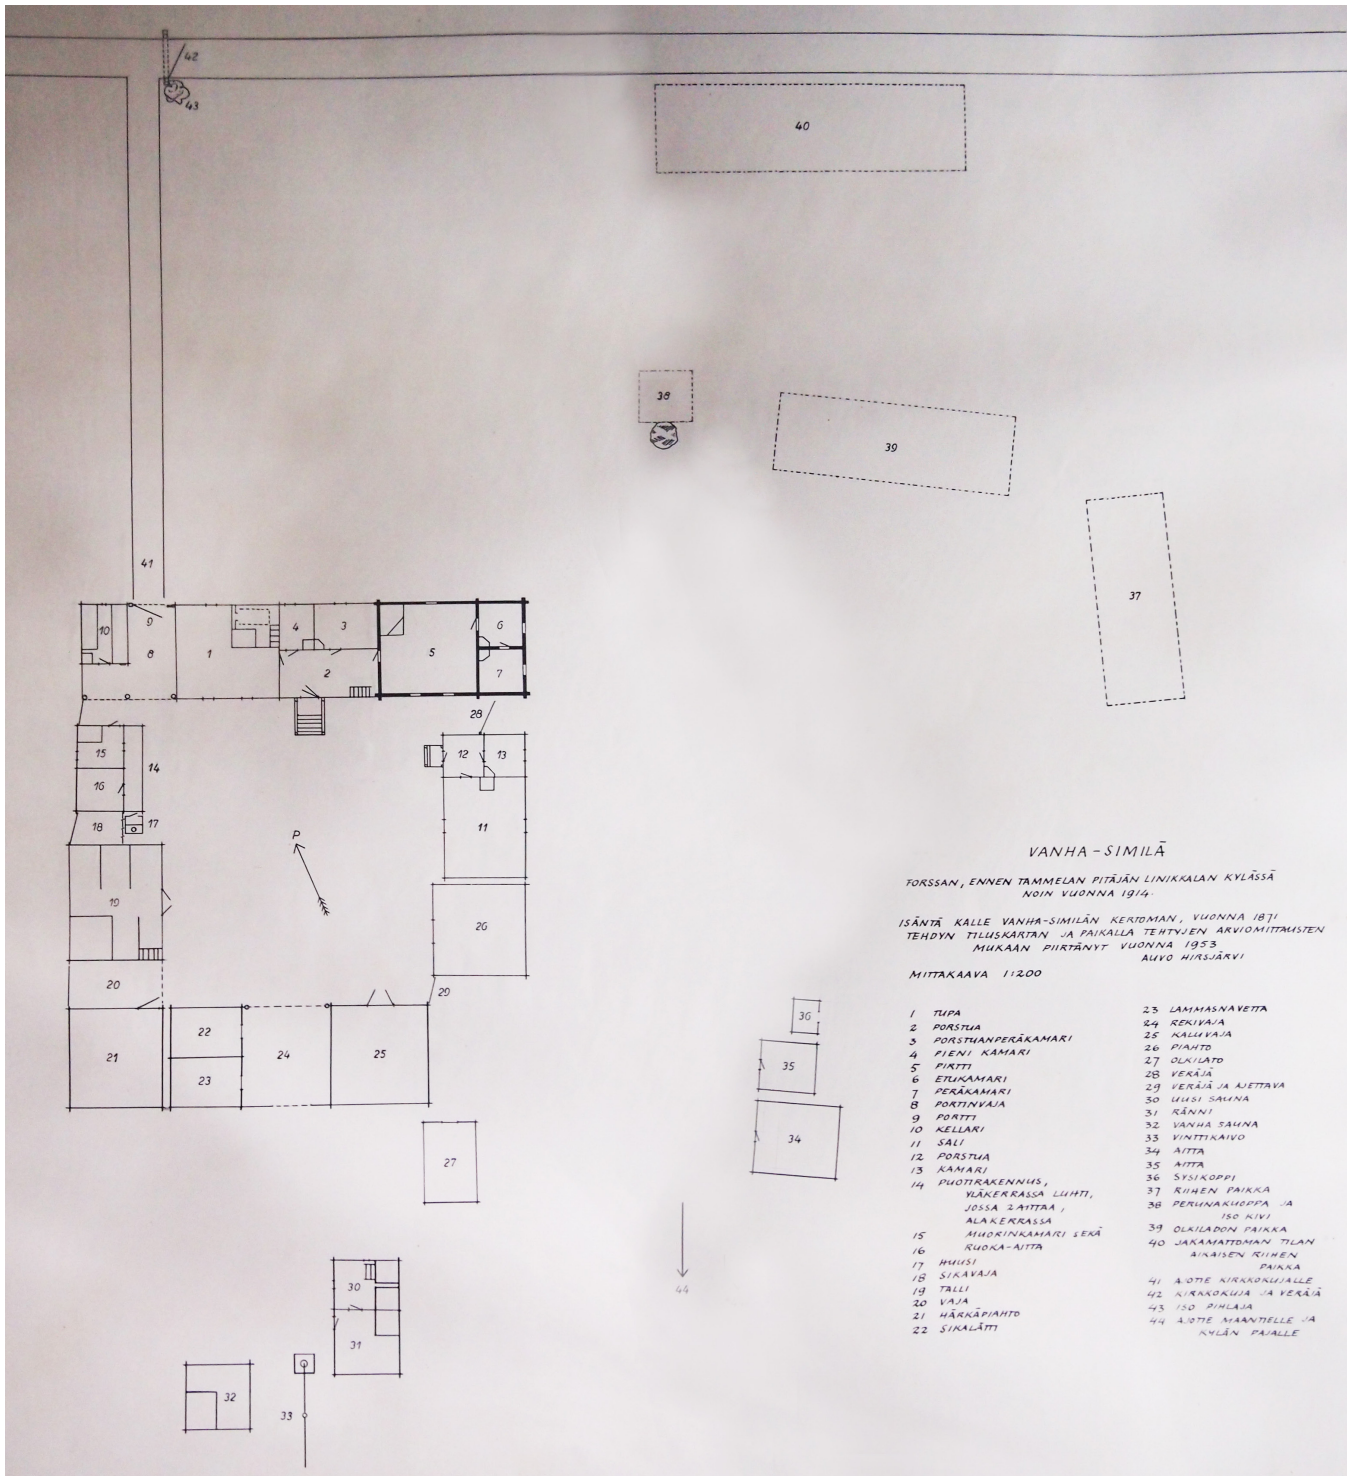 42
43
40
38
39
37
41
10
9
8
1
4
3
2
5
6
7
28
12
13
11
15
14
16
18
17
P
19
26
20
29
21
22
23
24
25
27
36
35
34
44
30
31
32
33
VANHA-SIMILÄ
FORSSAN, ENNEN TAMMELAN PITÄJÄN LINIKKALAN KYLÄSSÄ
NOIN VUONNA 1914.
ISÄNTÄ KALLE VANHA-SIMILÄN KERTOMAN, VUONNA 1871
TEHDYN TILUSKARTAN JA PAIKALLA TEHTYJEN ARVIOMITTAUSTEN
MUKAAN PIIRTÄNYT VUONNA 1953
AUVO HIRSJÄRVI
MITTAKAAVA 1:200
1 TUPA
2 PORSTUA
3 PORSTUANPERÄKAMARI
4 PIENI KAMARI
5 PIRTTI
6 ETUKAMARI
7 PERÄKAMARI
8 PORTINVAJA
9 PORTTI
10 KELLARI
11 SALI
12 PORSTUA
13 KAMARI
14 PUOTIRAKENNUS,
YLÄKERRASSA LUHTI,
JOSSA 2 AITTAA,
ALAKERRASSA
15 MUORINKAMARI SEKÄ
16 RUOKA-AITTA
17 HUUSI
18 SIKAVAJA
19 TALLI
20 VAJA
21 HÄRKÄPIAHTO
22 SIKALÄTTI
23 LAMMASNAVETTA
24 REKIVAJA
25 KALUVAJA
26 PIAHTO
27 OLKILATO
28 VERÄJÄ
29 VERÄJÄ JA AJETTAVA
30 UUSI SAUNA
31 RÄNNI
32 VANHA SAUNA
33 VINTTIKAIVO
34 AITTA
35 AITTA
36 SYSIKOPPI
37 RIIHEN PAIKKA
38 PERUNAKUOPPA JA
ISO KIVI
39 OLKILADON PAIKKA
40 JAKAMATTOMAN TILAN
AIKAISEN RIIHEN
PAIKKA
41 AJOTIE KIRKKOKUJALLE
42 KIRKKOKUJA JA VERÄJÄ
43 ISO PIHLAJA
44 AJOTIE MAANTIELLE JA
KYLÄN PAJALLE